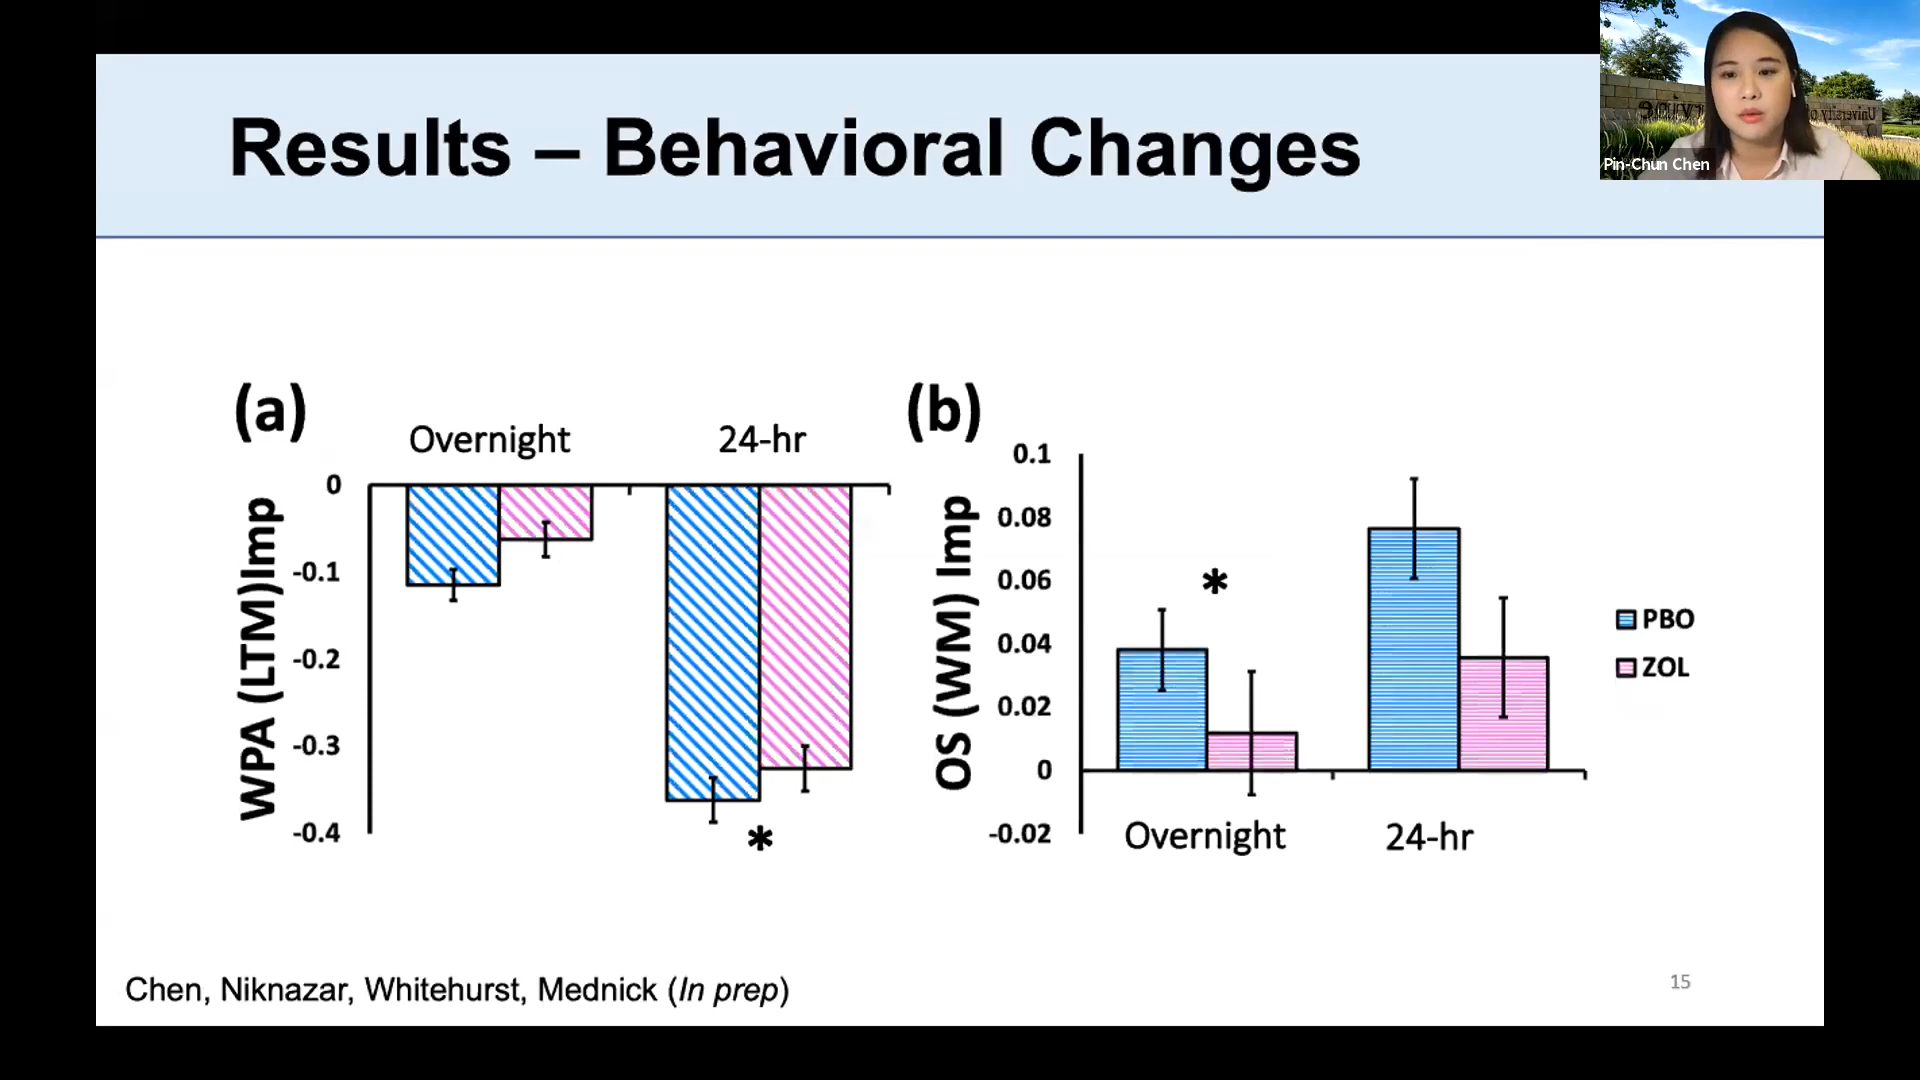 Results – Behavioral Changes
Pin-Chun Chen
(a)
Overnight
24-hr
WPA (LTM)Imp
0
-0.1
-0.2
-0.3
-0.4
*
(b)
OS (WM) Imp
0.1
0.08
0.06
0.04
0.02
0
-0.02
*
Overnight
24-hr
PBO
ZOL
Chen, Niknazar, Whitehurst, Mednick (In prep)
15